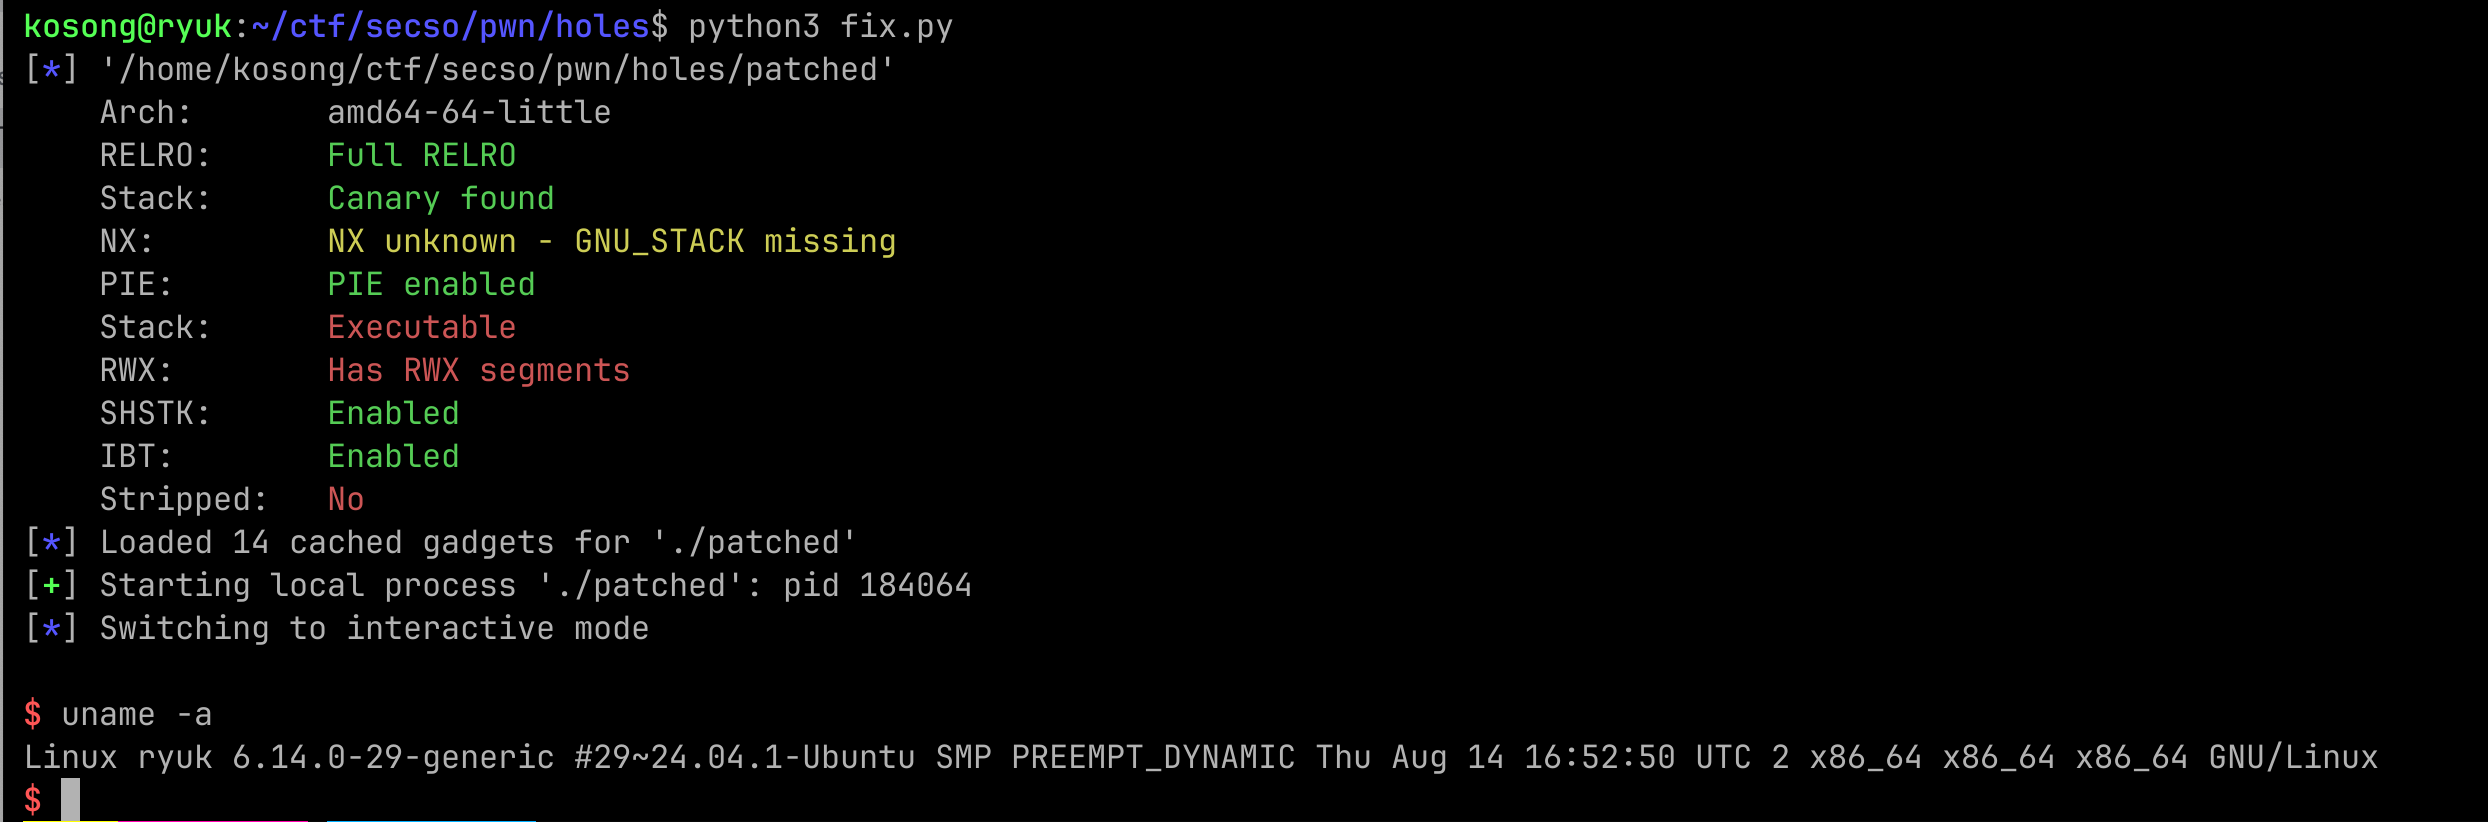 kosong@ryuk:~/ctf/secso/pwn/holes$ python3 fix.py
[*] '/home/kosong/ctf/secso/pwn/holes/patched'
    Arch:       amd64-64-little
    RELRO:      Full RELRO
    Stack:      Canary found
    NX:         NX unknown - GNU_STACK missing
    PIE:        PIE enabled
    Stack:      Executable
    RWX:        Has RWX segments
    SHSTK:      Enabled
    IBT:        Enabled
    Stripped:   No
[*] Loaded 14 cached gadgets for './patched'
[+] Starting local process './patched': pid 184064
[*] Switching to interactive mode
$ uname -a
Linux ryuk 6.14.0-29-generic #29~24.04.1-Ubuntu SMP PREEMPT_DYNAMIC Thu Aug 14 16:52:50 UTC 2 x86_64 x86_64 x86_64 GNU/Linux
$